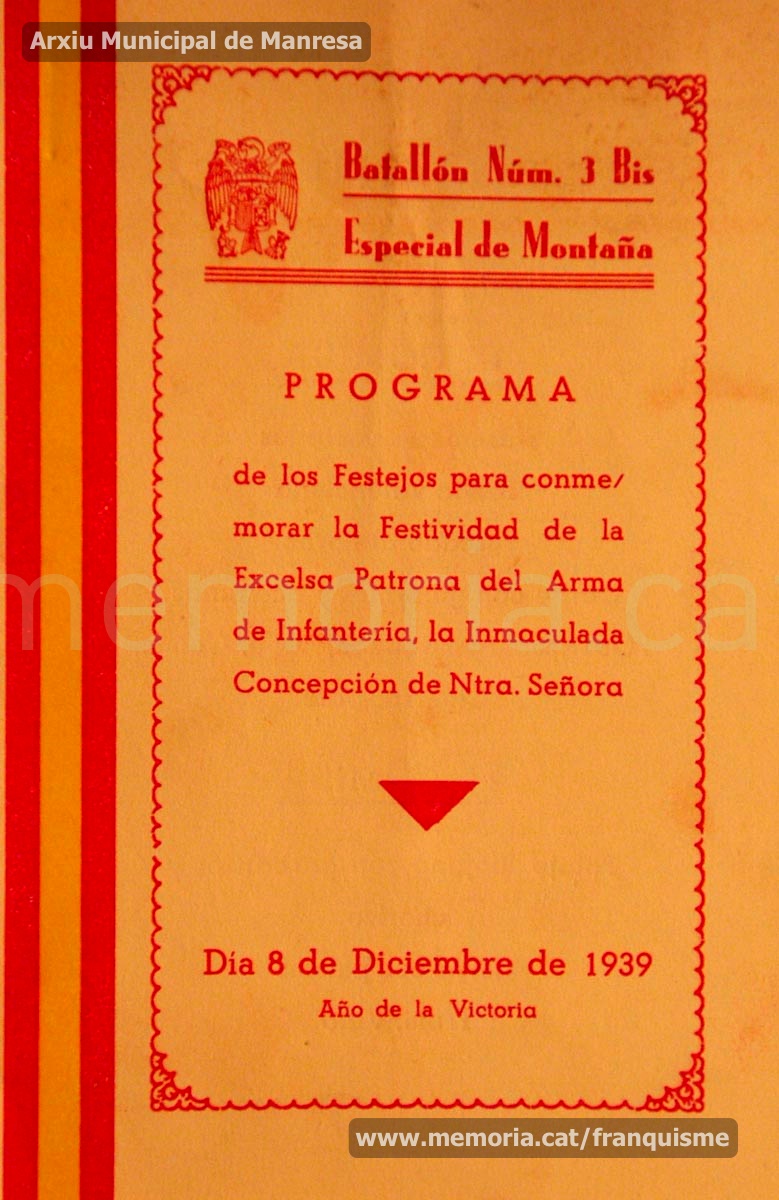 Arxiu Municipal de Manresa
Batallón Núm. 3 Bis
Especial de Montaña
PROGRAMA
de los Festejos para conme/
morar la Festividad de la
Excelsa Patrona del Arma
de Infantería, la Inmaculada
Concepción de Ntra. Señora
memoria.ca
Día 8 de Diciembre de 1939
Año de la Victoria
www.memoria.cat/franquisme